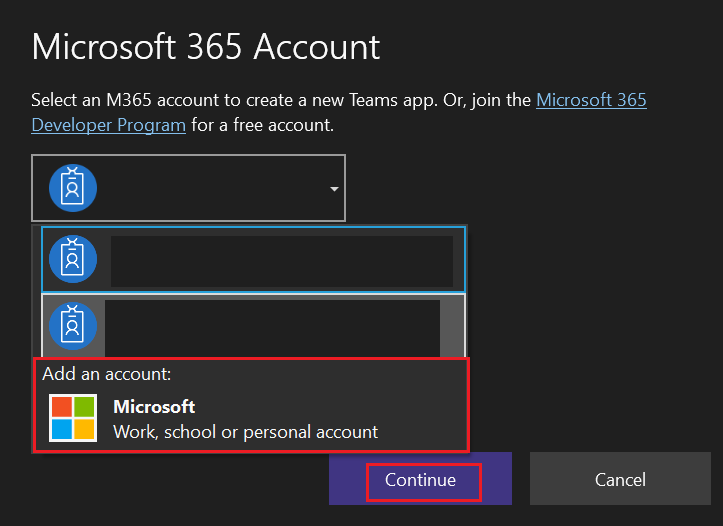 Microsoft 365 Account
Select an M365 account to create a new Teams app. Or, join the Microsoft 365
Developer Program for a free account.
Add an account:
Microsoft
Work, school or personal account
Continue
Cancel